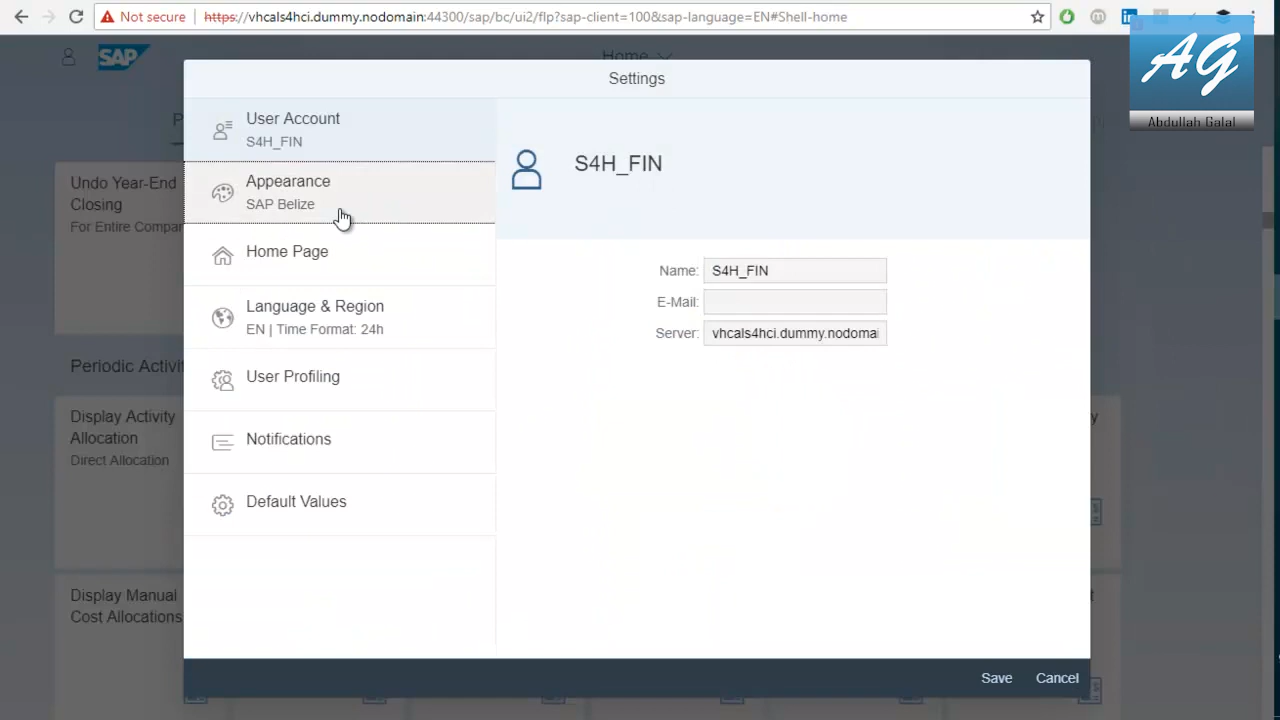 Not secure
https://vhcals4hci.dummy.nodomain:44300/sap/bc/ui2/flp?sap-client=100&sap-language=EN#Shell-home
AG
Abdullah Galal
SAP
Home
Settings
User Account
S4H_FIN
Appearance
SAP Belize
Home Page
Language & Region
EN | Time Format: 24h
User Profiling
Notifications
Default Values
S4H_FIN
Name:
S4H_FIN
E-Mail:
Server:
vhcals4hci.dummy.nodomai
Undo Year-End
Closing
For Entire Compan
Periodic Activit
Display Activity
Allocation
Direct Allocation
Display Manual
Cost Allocations
Save
Cancel